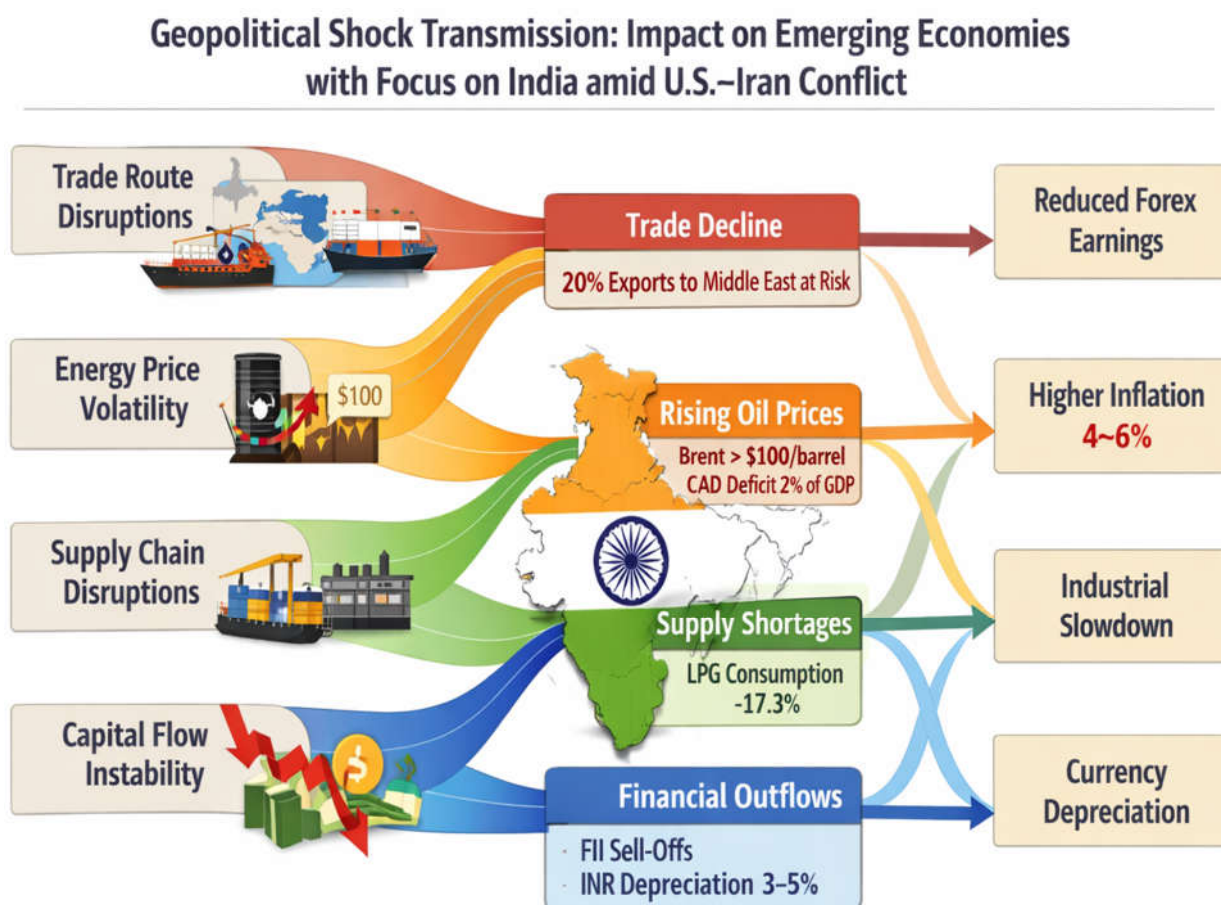 Geopolitical Shock Transmission: Impact on Emerging Economies
with Focus on India amid U.S.–Iran Conflict
Trade Route
Disruptions
Energy Price
Volatility
$100
Supply Chain
Disruptions
Capital Flow
Instability
$
Trade Decline
20% Exports to Middle East at Risk
Rising Oil Prices
Brent > $100/barrel
CAD Deficit 2% of GDP
Supply Shortages
LPG Consumption
-17.3%
Financial Outflows
· FII Sell-Offs
· INR Depreciation 3–5%
Reduced Forex
Earnings
Higher Inflation
4~6%
Industrial
Slowdown
Currency
Depreciation